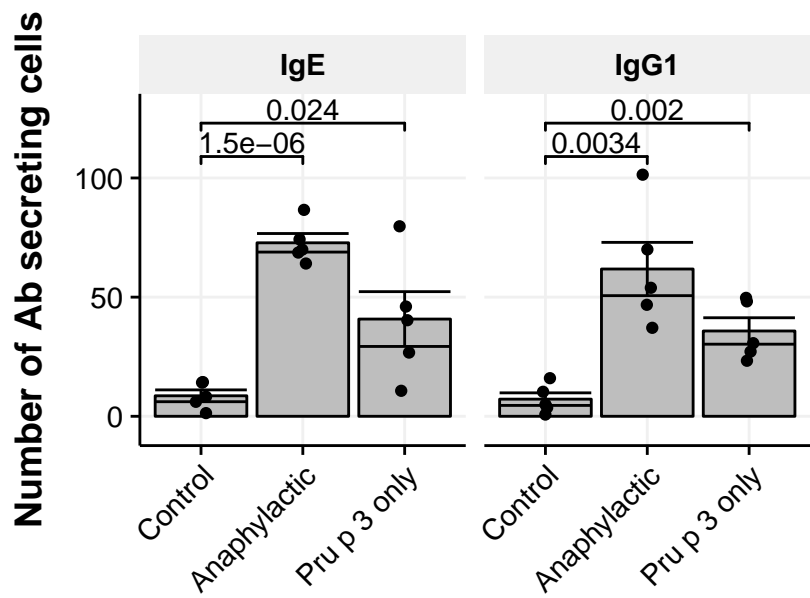 Number of Ab secreting cells
IgE
IgG1
0.024
1.5e−06
0.002
0.0034
100
50
0
Control
Anaphylactic
Pru p 3 only
Control
Anaphylactic
Pru p 3 only